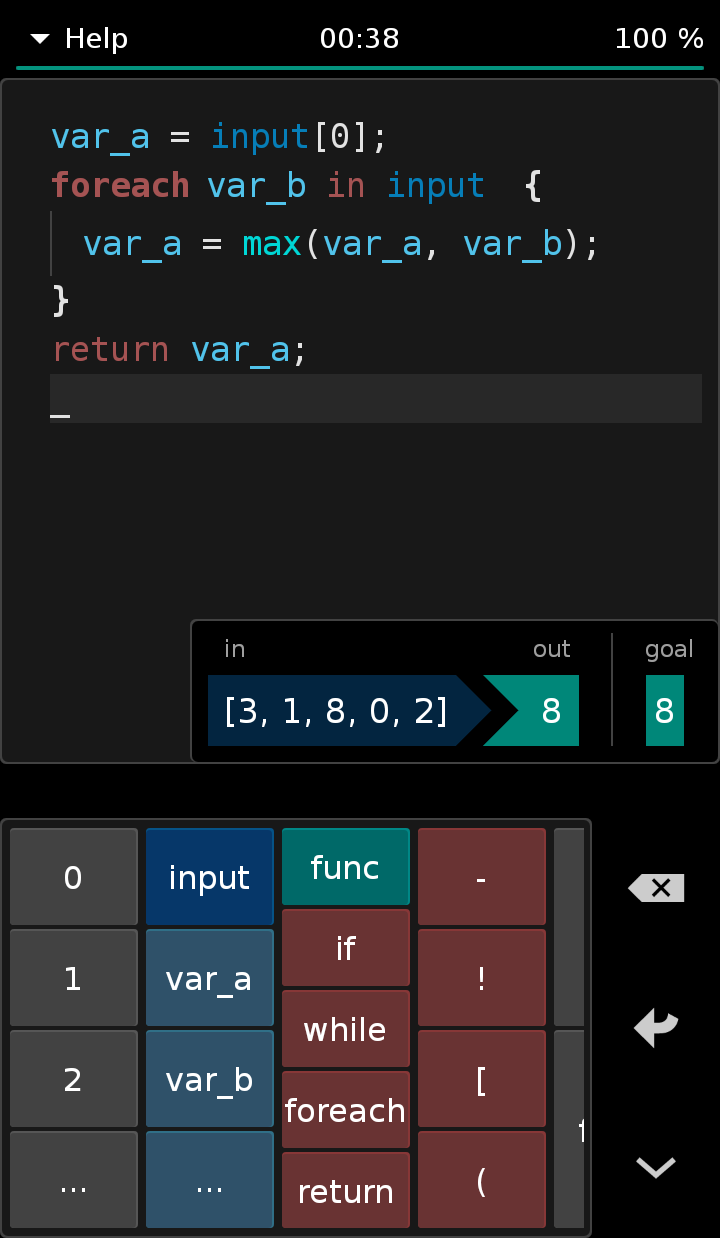 Help 00:38 100 %
var_a = input[0];
foreach var_b in input {
var_a = max(var_a, var_b);
}
return var_a;
_
in out goal
[3, 1, 8, 0, 2] 8 8
0 input func -
if
1 var_a !
while
2 var_b [
foreach
... ... (
return